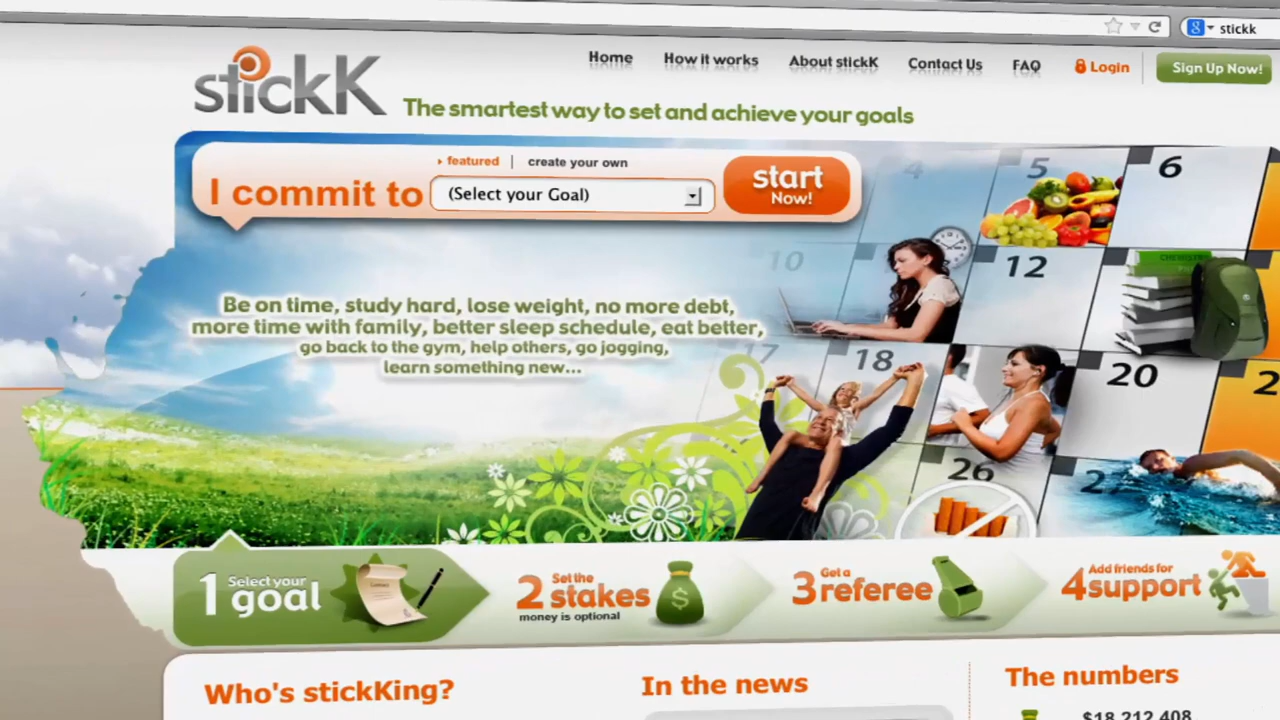 stickk
stickK
Home
How it works
About stickK
Contact Us
FAQ
Login
Sign Up Now!
The smartest way to set and achieve your goals
featured
create your own
I commit to
(Select your Goal)
start
Now!
4
5
6
10
12
CHEMISTRY
17
18
20
2
26
2
Be on time, study hard, lose weight, no more debt,
more time with family, better sleep schedule, eat better,
go back to the gym, help others, go jogging,
learn something new...
1 Select your
goal
2 Set the
stakes
money is optional
3 Get a
referee
4 Add friends for
support
Who's stickKing?
In the news
The numbers
$18,212,408